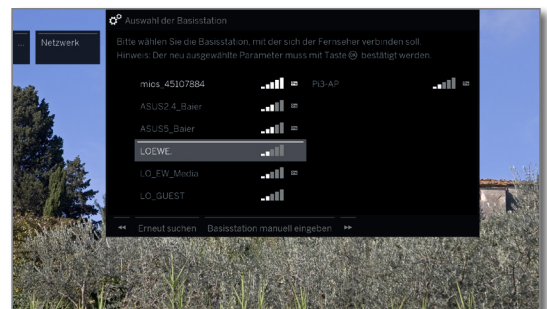 Auswahl der Basisstation
... Netzwerk
Bitte wählen Sie die Basisstation, mit der sich der Fernseher verbinden soll.
Hinweis: Der neu ausgewählte Parameter muss mit Taste OK bestätigt werden.
mios_45107884
Pi3-AP
ASUS2.4_Baier
ASUS5_Baier
LOEWE.
LO_EW_Media
LO_GUEST
Erneut suchen Basisstation manuell eingeben